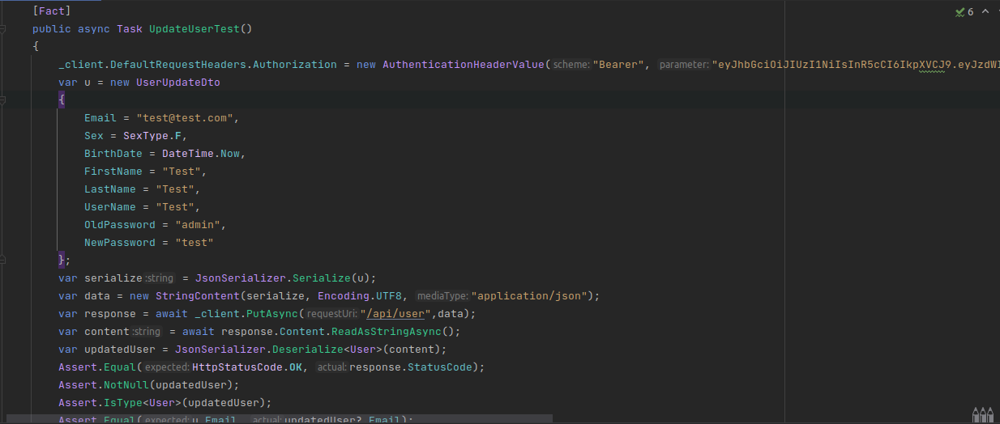 [Fact]
6
public async Task UpdateUserTest()
{
_client.DefaultRequestHeaders.Authorization = new AuthenticationHeaderValue(scheme:"Bearer", parameter:"eyJhbGciOiJIUzI1NiIsInR5cCI6IkpXVCJ9.eyJzdWI
var u = new UserUpdateDto
{
Email = "test@test.com",
Sex = SexType.F,
BirthDate = DateTime.Now,
FirstName = "Test",
LastName = "Test",
UserName = "Test",
OldPassword = "admin",
NewPassword = "test"
};
var serialize:string = JsonSerializer.Serialize(u);
var data = new StringContent(serialize, Encoding.UTF8, mediaType:"application/json");
var response = await _client.PutAsync(requestUri:"/api/user",data);
var content:string = await response.Content.ReadAsStringAsync();
var updatedUser = JsonSerializer.Deserialize<User>(content);
Assert.Equal(expected:HttpStatusCode.OK, actual:response.StatusCode);
Assert.NotNull(updatedUser);
Assert.IsType<User>(updatedUser);
Assert.Equal(expected:u.Email, actual:updatedUser?.Email);